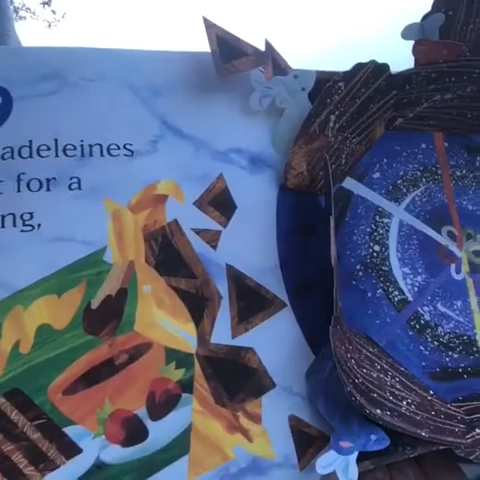 adeleines
t for a
ng,